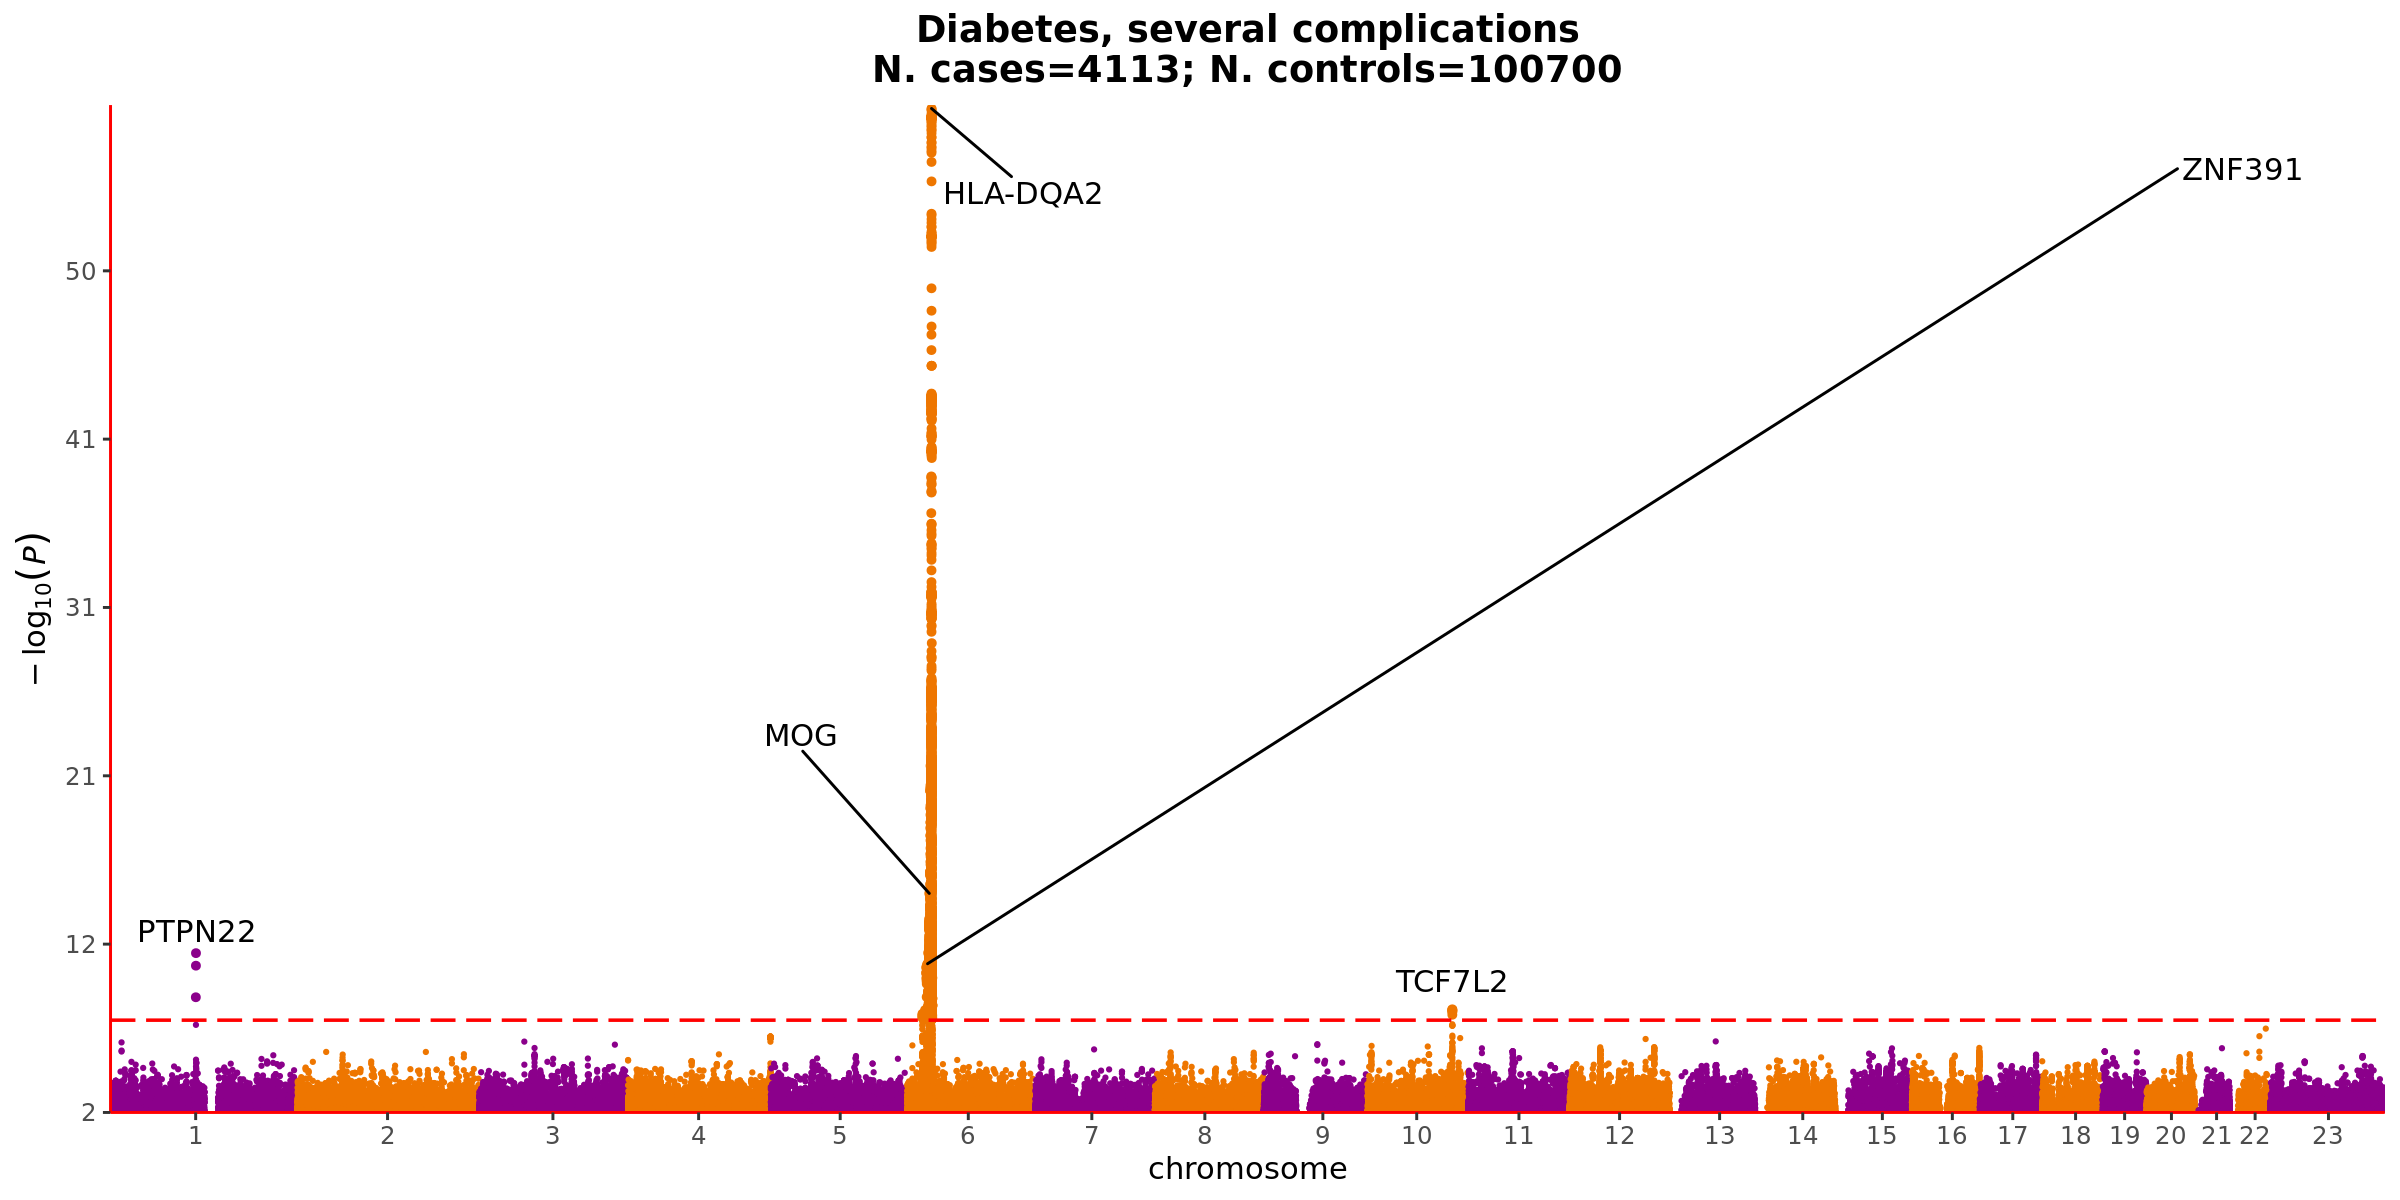 Diabetes, several complications
N. cases=4113; N. controls=100700
ZNF391
HLA-DQA2
50
41
− log10(P)
31
MOG
21
PTPN22
12
TCF7L2
2
1 2 3 4 5 6 7 8 9 10 11 12 13 14 15 16 17 18 19 20 21 22 23
chromosome